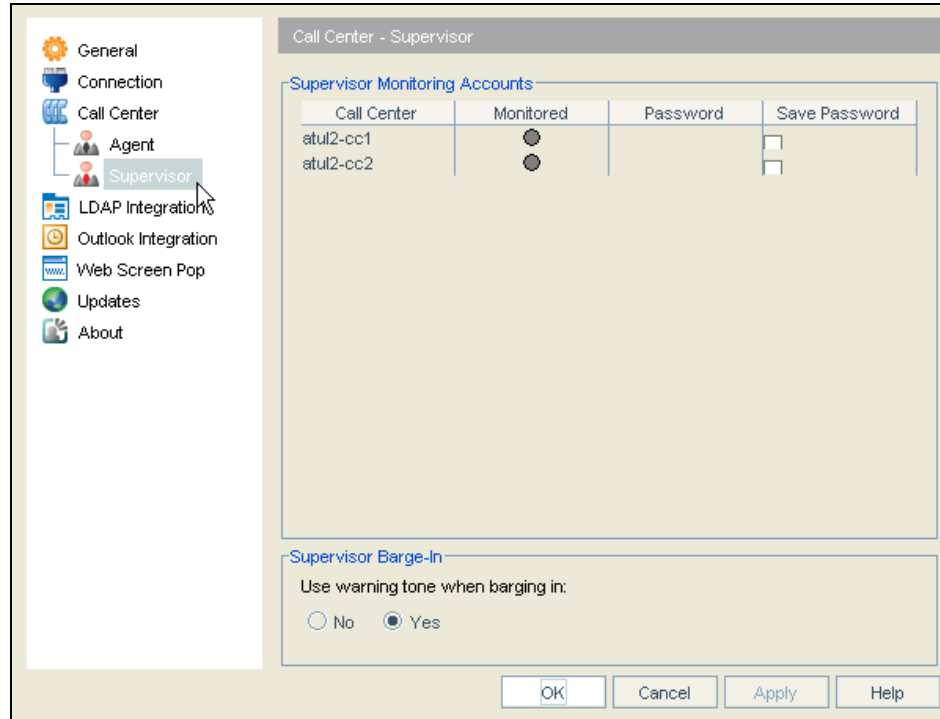 General
Connection
Call Center
Agent
Supervisor
LDAP Integration
Outlook Integration
www.
Web Screen Pop
Updates
About
Call Center - Supervisor
Supervisor Monitoring Accounts
Call Center Monitored Password Save Password
atul2-cc1
atul2-cc2
Supervisor Barge-In
Use warning tone when barging in:
No Yes
OK Cancel Apply Help